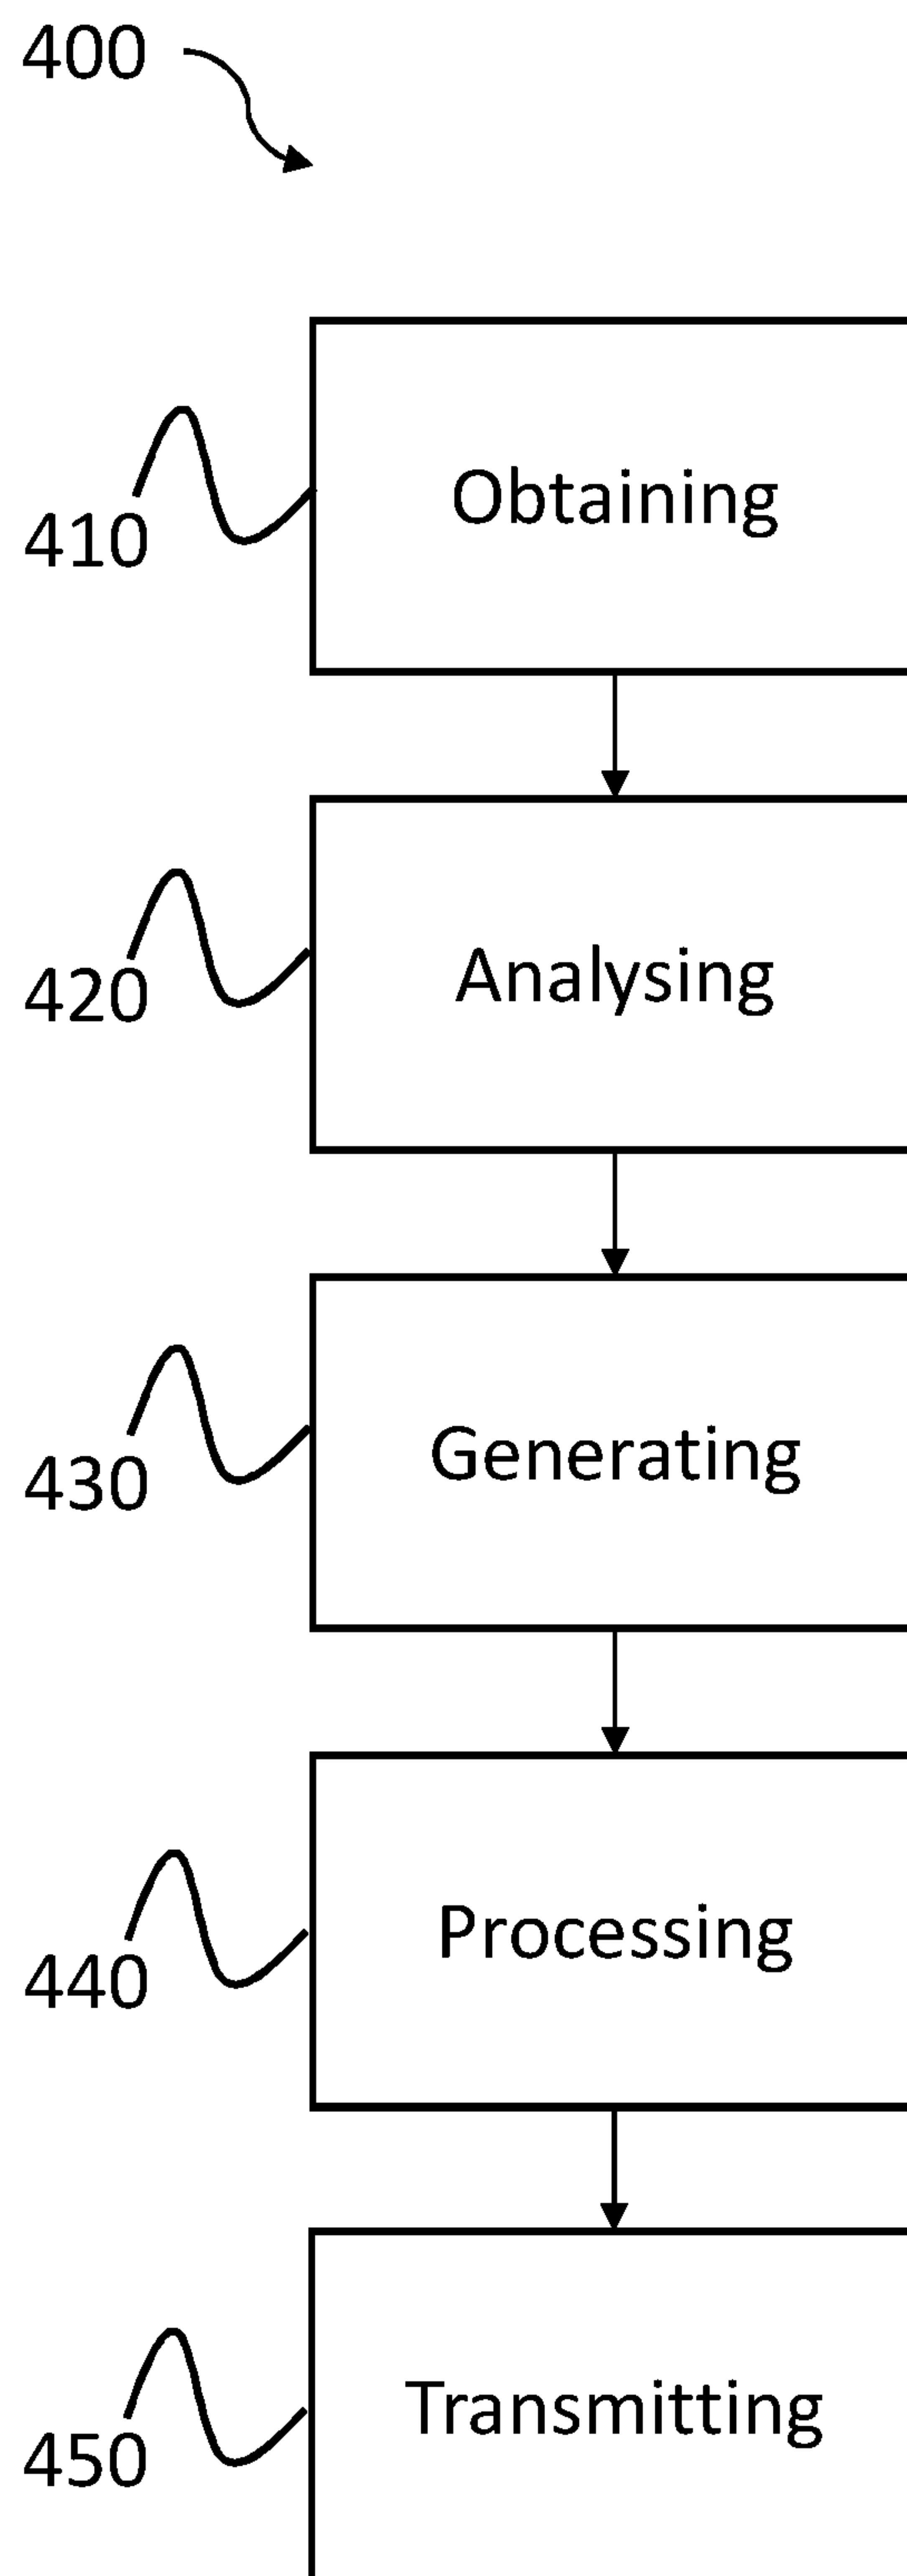 400
Obtaining
410
Analysing
420
Generating
430
Processing
440
Transmitting
450